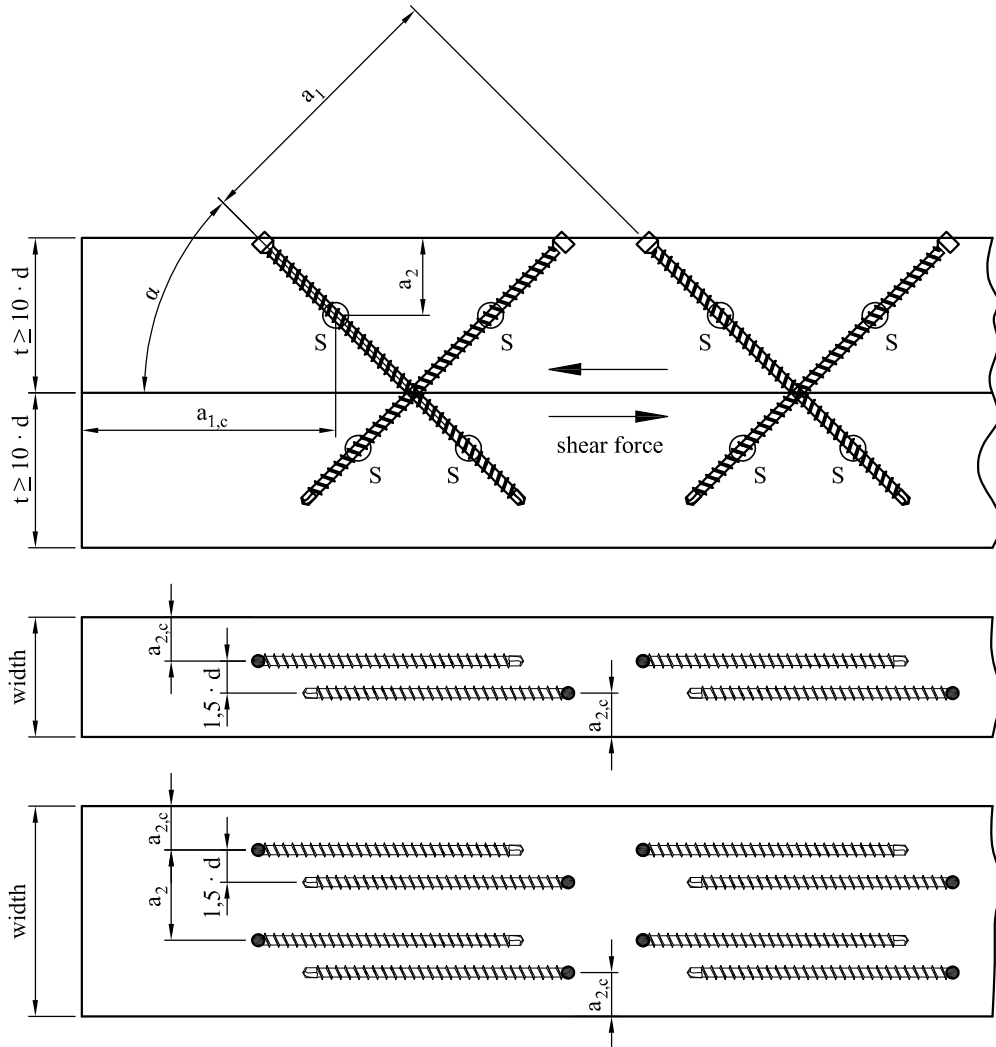 a1
α
a2
t ≥ 10 · d
S
S
S
S
a1,c
shear force
t ≥ 10 · d
S
S
S
S
width
a2,c
1,5 · d
a2,c
width
a2,c
1,5 · d
a2
a2,c